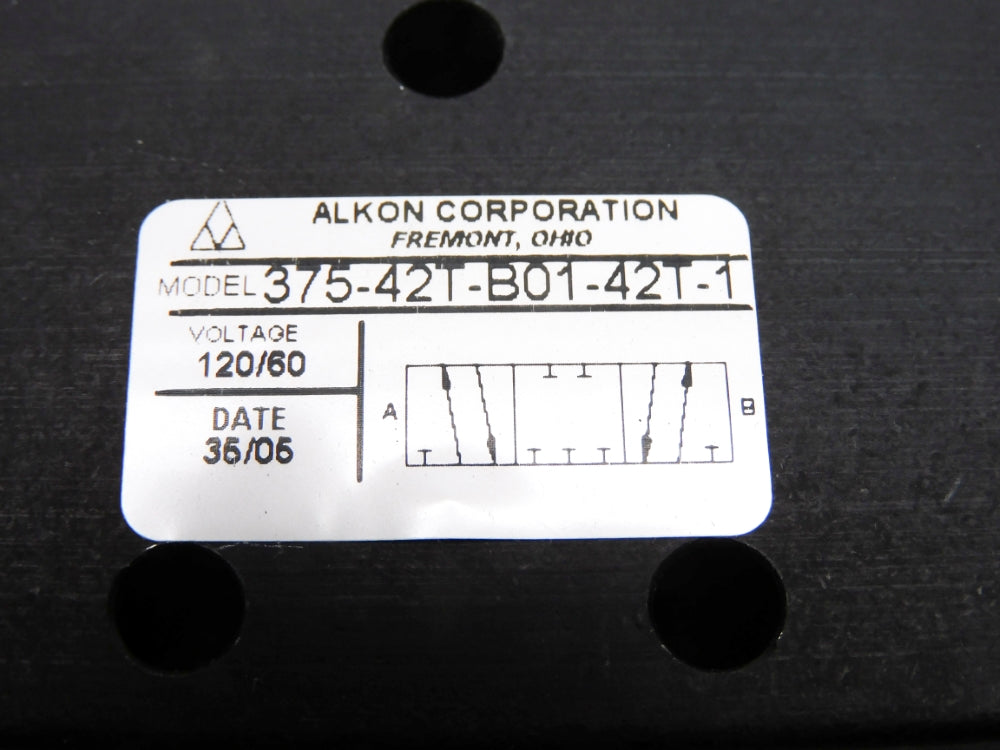 ALKON CORPORATION
FREMONT, OHIO
MODEL 375-42T-B01-42T-1
VOLTAGE
120/60
DATE
35/05
A
B